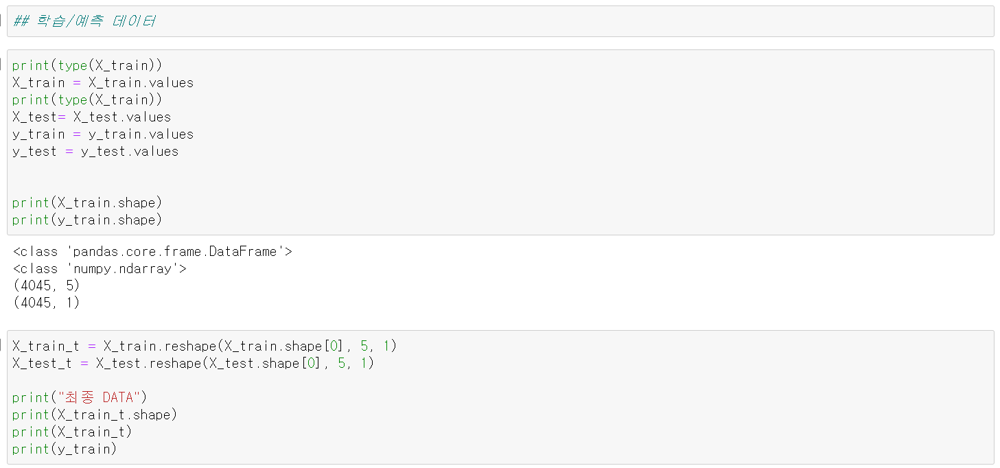 ## 학습/예측 데이터
print(type(X_train))
X_train = X_train.values
print(type(X_train))
X_test= X_test.values
y_train = y_train.values
y_test = y_test.values
print(X_train.shape)
print(y_train.shape)
<class 'pandas.core.frame.DataFrame'>
<class 'numpy.ndarray'>
(4045, 5)
(4045, 1)
X_train_t = X_train.reshape(X_train.shape[0], 5, 1)
X_test_t = X_test.reshape(X_test.shape[0], 5, 1)
print("최종 DATA")
print(X_train_t.shape)
print(X_train_t)
print(y_train)